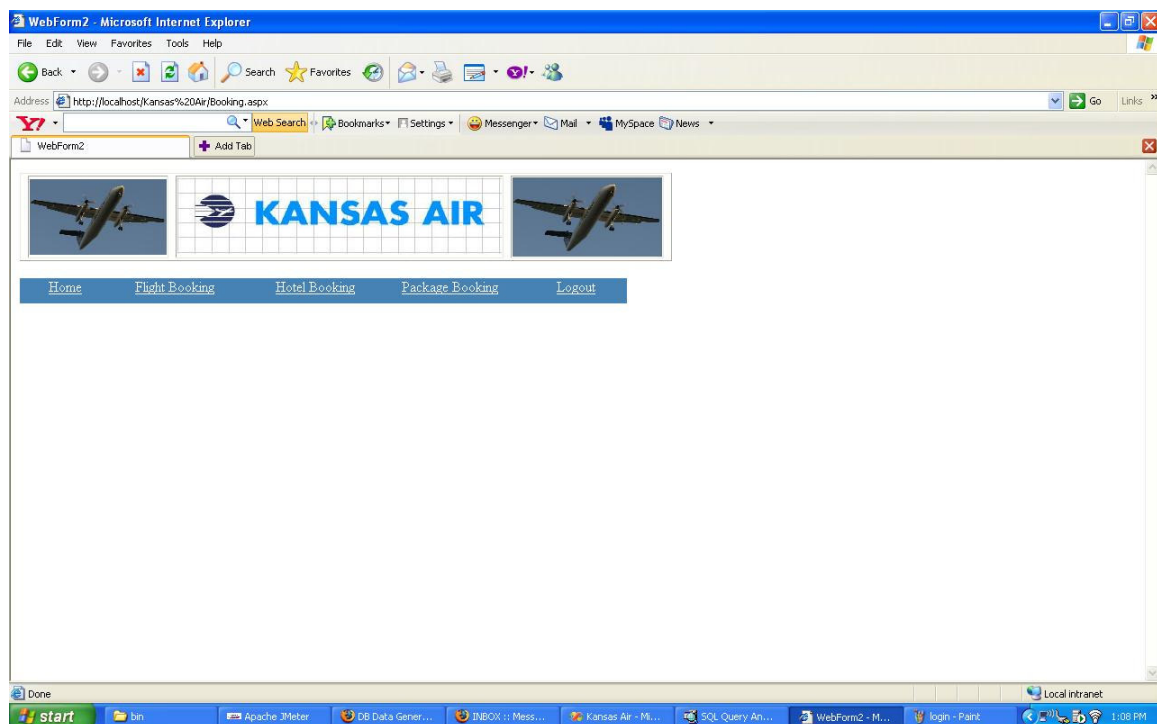 WebForm2 - Microsoft Internet Explorer
File Edit View Favorites Tools Help
Back Search Favorites
Address http://localhost/Kansas%20Air/Booking.aspx Go Links »
Y7 Web Search Bookmarks Settings Messenger Mail MySpace News
WebForm2 Add Tab
KANSAS AIR
Home Flight Booking Hotel Booking Package Booking Logout
Done Local intranet
start bin Apache JMeter DB Data Gener... INBOX :: Mess... Kansas Air - Mi... SQL Query An... WebForm2 - M... login - Paint 1:08 PM